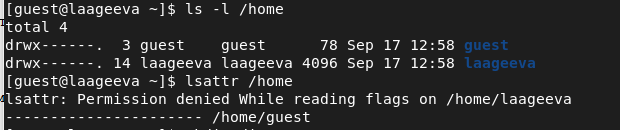 [guest@laageeva ~]$ ls -l /home
total 4
drwx------.  3 guest    guest      78 Sep 17 12:58 guest
drwx------. 14 laageeva laageeva 4096 Sep 17 12:58 laageeva
[guest@laageeva ~]$ lsattr /home
lsattr: Permission denied While reading flags on /home/laageeva
---------------------- /home/guest